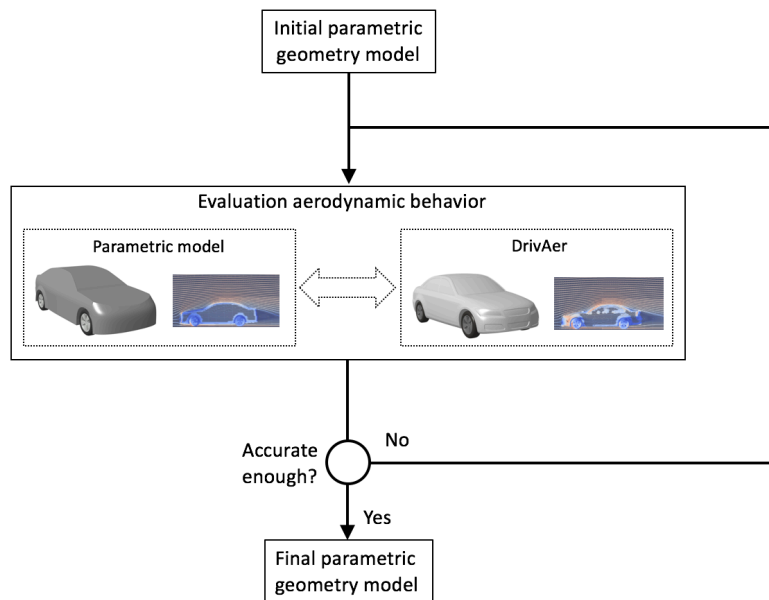 Initial parametric
geometry model
Evaluation aerodynamic behavior
Parametric model
DrivAer
Accurate
enough?
No
Yes
Final parametric
geometry model